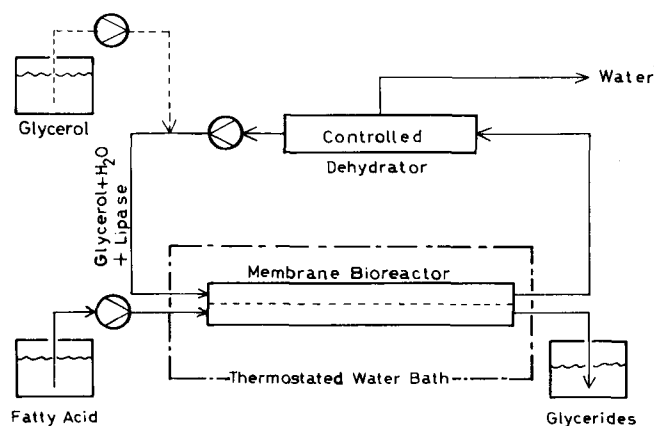 Glycerol
Water
Controlled
Dehydrator
Glycerol+H₂O
+ Lipase
Membrane Bioreactor
Thermostated Water Bath
Fatty Acid
Glycerides